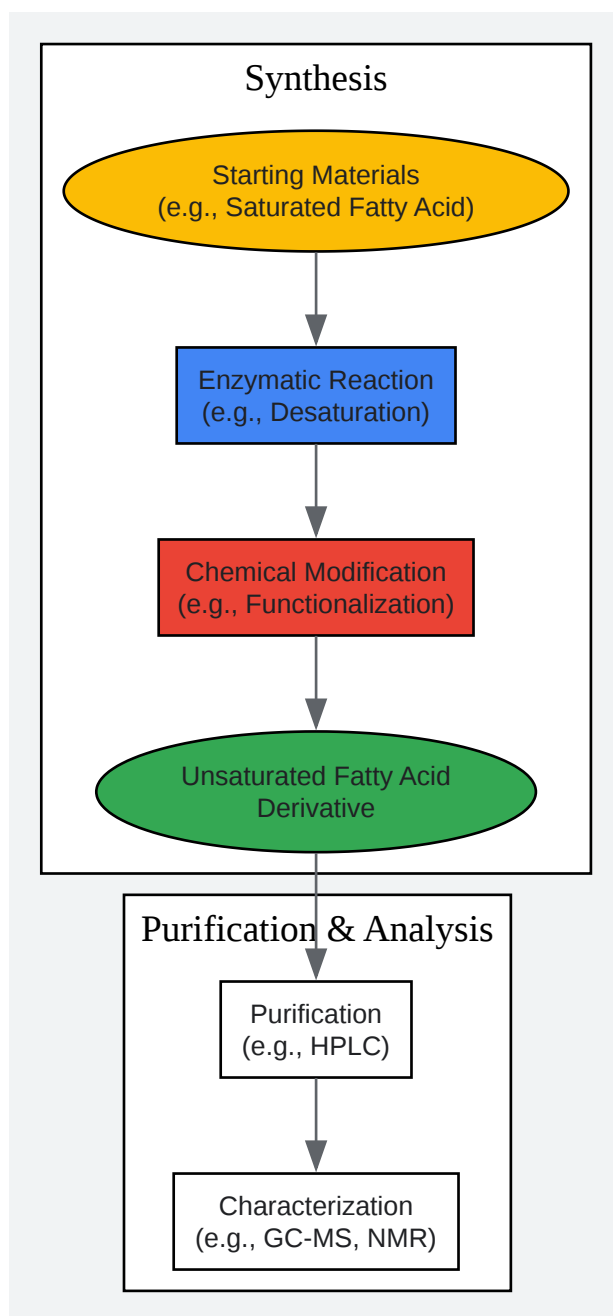 Synthesis
Starting Materials
(e.g., Saturated Fatty Acid)
Enzymatic Reaction
(e.g., Desaturation)
Chemical Modification
(e.g., Functionalization)
Unsaturated Fatty Acid
Derivative
Purification & Analysis
Purification
(e.g., HPLC)
Characterization
(e.g., GC-MS, NMR)